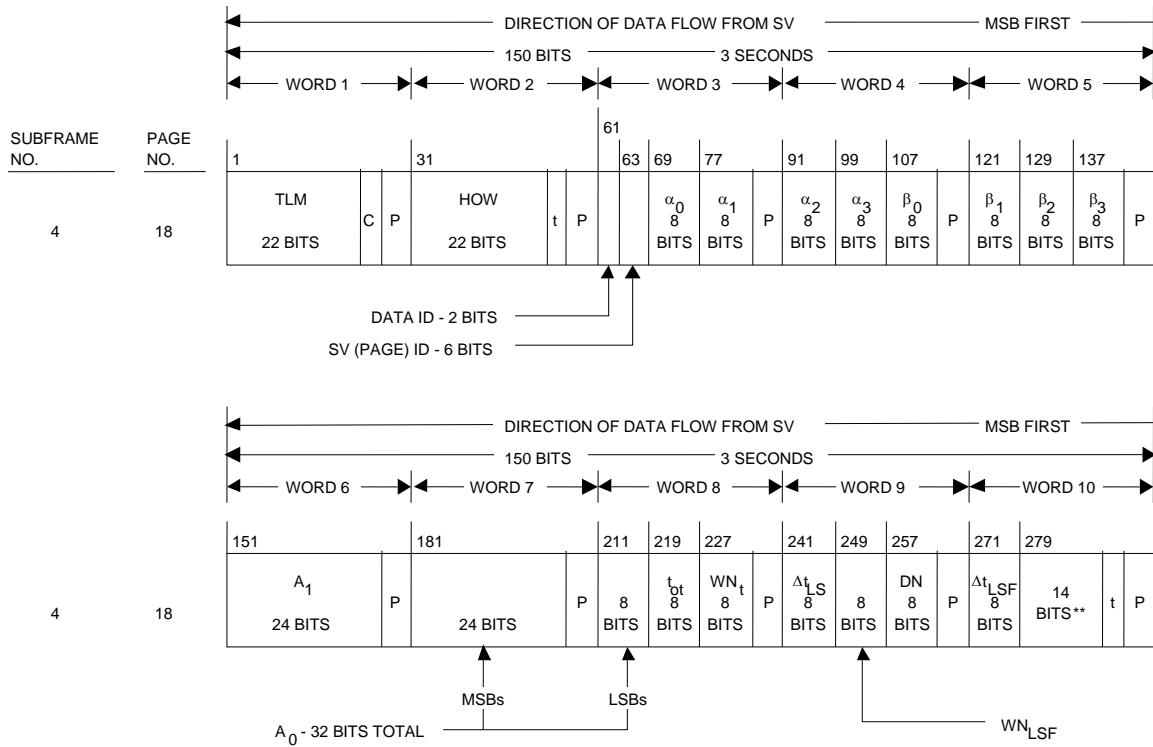 DIRECTION OF DATA FLOW FROM SV MSB FIRST
150 BITS 3 SECONDS
WORD 1 WORD 2 WORD 3 WORD 4 WORD 5
SUBFRAME NO. PAGE NO.
1 31 61 63 69 77 91 99 107 121 129 137
4 18
TLM 22 BITS
C
P
HOW 22 BITS
t
P
α0 8 BITS
α1 8 BITS
P
α2 8 BITS
α3 8 BITS
β0 8 BITS
P
β1 8 BITS
β2 8 BITS
β3 8 BITS
P
DATA ID - 2 BITS
SV (PAGE) ID - 6 BITS
DIRECTION OF DATA FLOW FROM SV MSB FIRST
150 BITS 3 SECONDS
WORD 6 WORD 7 WORD 8 WORD 9 WORD 10
151 181 211 219 227 241 249 257 271 279
4 18
A1 24 BITS
P
24 BITS
P
8 BITS
tot 8 BITS
WNt 8 BITS
P
ΔtLS 8 BITS
8 BITS
DN 8 BITS
P
ΔtLSF 8 BITS
14 BITS**
t
P
MSBs LSBs
A0 - 32 BITS TOTAL
WNLSF